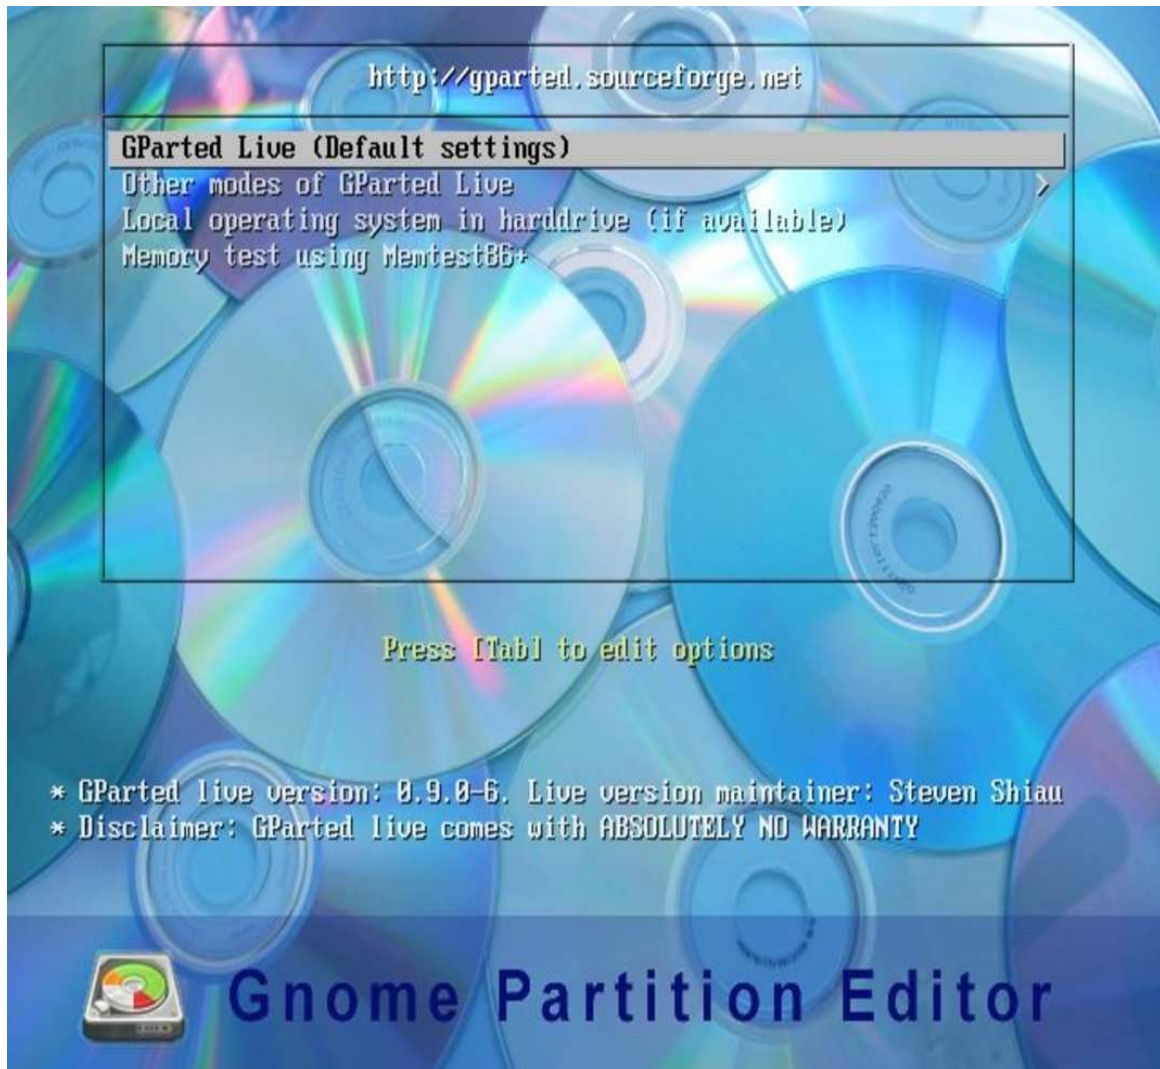 http://gparted.sourceforge.net
GParted Live (Default settings)
Other modes of GParted Live >
Local operating system in harddrive (if available)
Memory test using Memtest86+
Press [Tab] to edit options
* GParted live version: 0.9.0-6. Live version maintainer: Steven Shiau
* Disclaimer: GParted live comes with ABSOLUTELY NO WARRANTY
Gnome Partition Editor